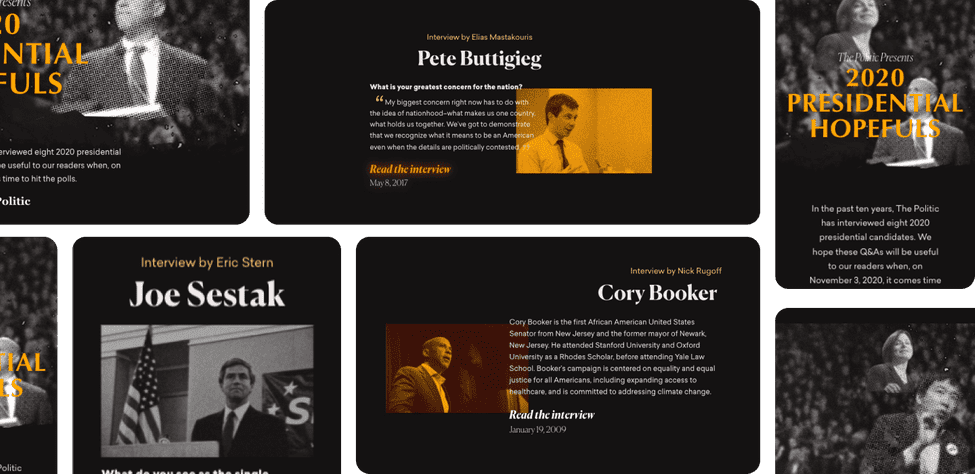 esents
20
NTIAL
FULS
erviewed eight 2020 presidential
e useful to our readers when, on
time to hit the polls.
olitic
Interview by Elias Mastakouris
Pete Buttigieg
What is your greatest concern for the nation?
“ My biggest concern right now has to do with
the idea of nationhood–what makes us one country,
what holds us together. We've got to demonstrate
that we recognize what it means to be an American
even when the details are politically contested.
Read the interview
May 8, 2017
The Politic Presents
2020
PRESIDENTIAL
HOPEFULS
In the past ten years, The Politic
has interviewed eight 2020
presidential candidates. We
hope these Q&As will be useful
to our readers when, on
November 3, 2020, it comes time
TIAL
LS
Politic
Interview by Eric Stern
Joe Sestak
S
What do you see as the single
Interview by Nick Rugoff
Cory Booker
Cory Booker is the first African American United States
Senator from New Jersey and the former mayor of Newark,
New Jersey. He attended Stanford University and Oxford
University as a Rhodes Scholar, before attending Yale Law
School. Booker's campaign is centered on equality and equal
justice for all Americans, including expanding access to
healthcare, and is committed to addressing climate change.
Read the interview
January 19, 2009